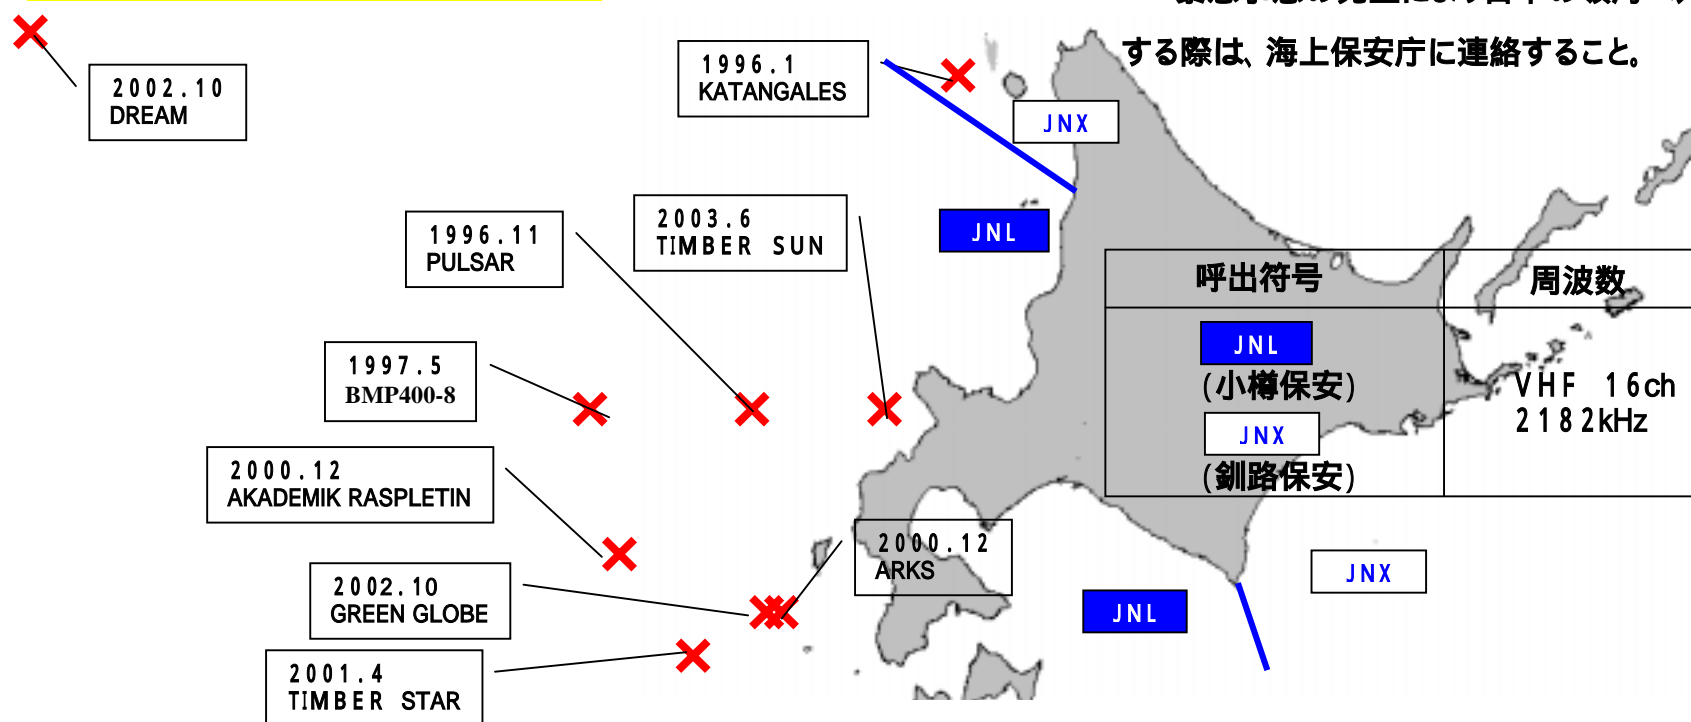 する際は、海上保安庁に連絡すること。
2002.10
DREAM
1996.1
KATANGALES
JNX
2003.6
TIMBER SUN
1996.11
PULSAR
JNL
呼出符号
周波数
JNL
(小樽保安)
JNX
(釧路保安)
VHF 16ch
2182kHz
1997.5
BMP400-8
2000.12
AKADEMIK RASPLETIN
2000.12
ARKS
2002.10
GREEN GLOBE
JNX
JNL
2001.4
TIMBER STAR